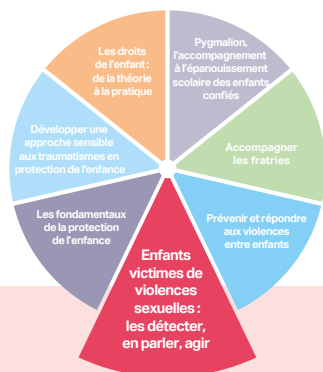 Les droits
de l'enfant :
de la théorie
à la pratique
Pygmalion,
l'accompagnement
à l'épanouissement
scolaire des enfants
confiés
Développer une
approche sensible
aux traumatismes en
protection de l'enfance
Accompagner
les fratries
Les fondamentaux
de la protection
de l'enfance
Prévenir et répondre
aux violences
entre enfants
Enfants
victimes de
violences
sexuelles :
les détecter,
en parler, agir